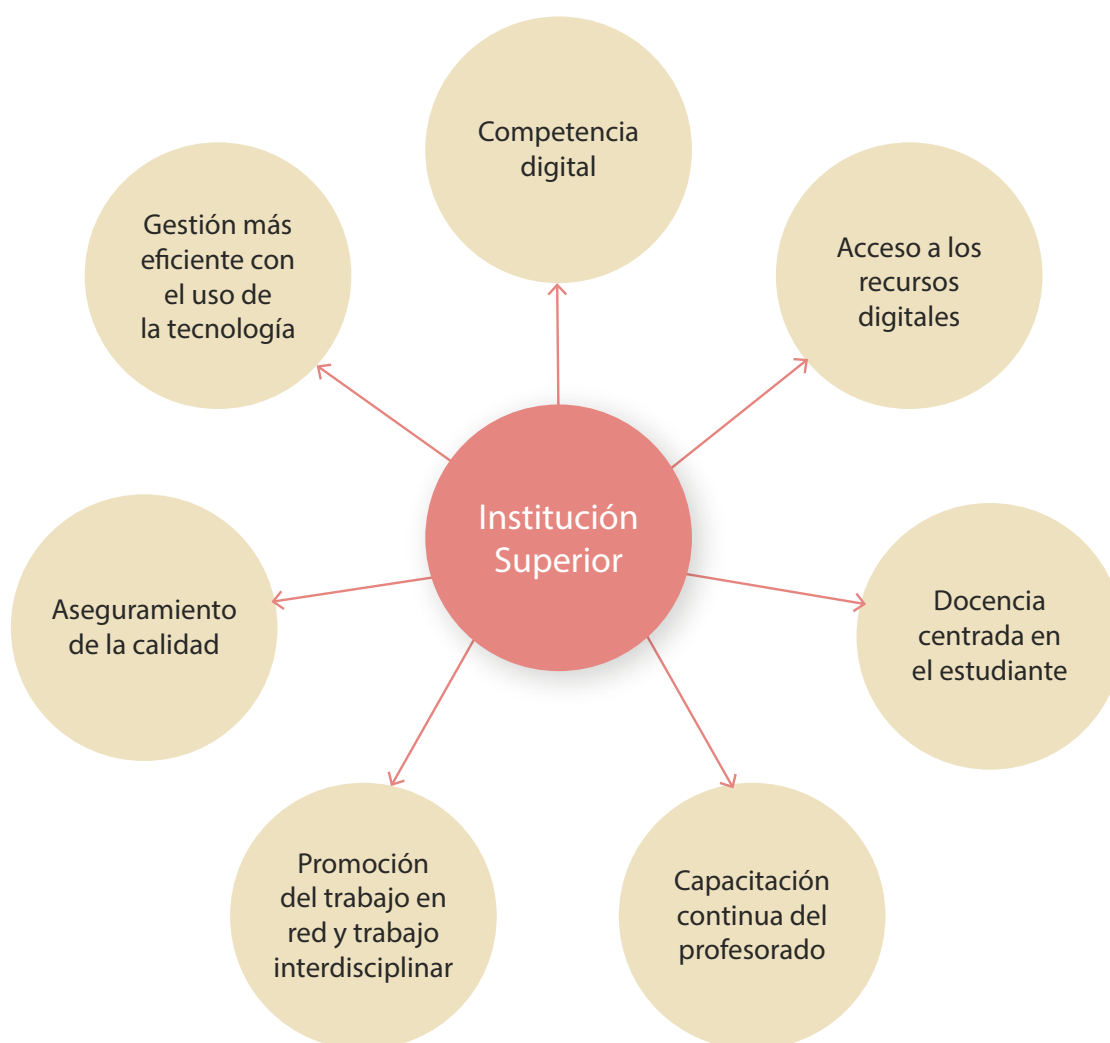 Competencia
digital
Gestión más
eficiente con
el uso de
la tecnología
Acceso a los
recursos
digitales
Institución
Superior
Aseguramiento
de la calidad
Docencia
centrada en
el estudiante
Promoción
del trabajo en
red y trabajo
interdisciplinar
Capacitación
continua del
profesorado